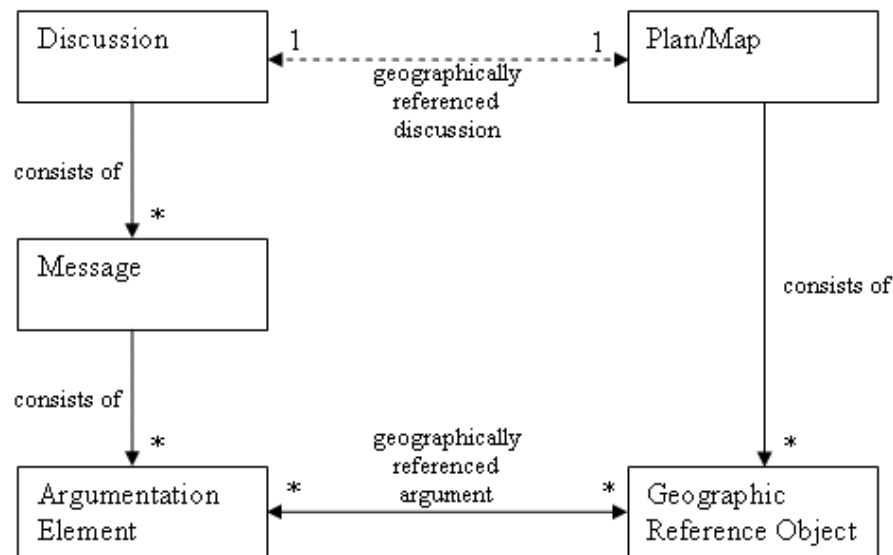 Discussion
1
1
Plan/Map
geographically
referenced
discussion
consists of
*
Message
consists of
consists of
*
geographically
referenced
argument
*
*
*
Argumentation
Element
Geographic
Reference Object